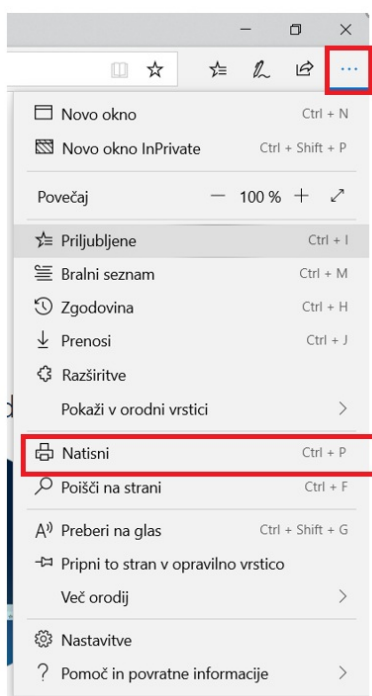 Novo okno Ctrl + N
Novo okno InPrivate Ctrl + Shift + P
Povečaj — 100 % +
Priljubljene Ctrl + I
Bralni seznam Ctrl + M
Zgodovina Ctrl + H
Prenosi Ctrl + J
Razširitve
Pokaži v orodni vrstici
Natisni Ctrl + P
Poišči na strani Ctrl + F
Preberi na glas Ctrl + Shift + G
Pripni to stran v opravilno vrstico
Več orodij
Nastavitve
Pomoč in povratne informacije